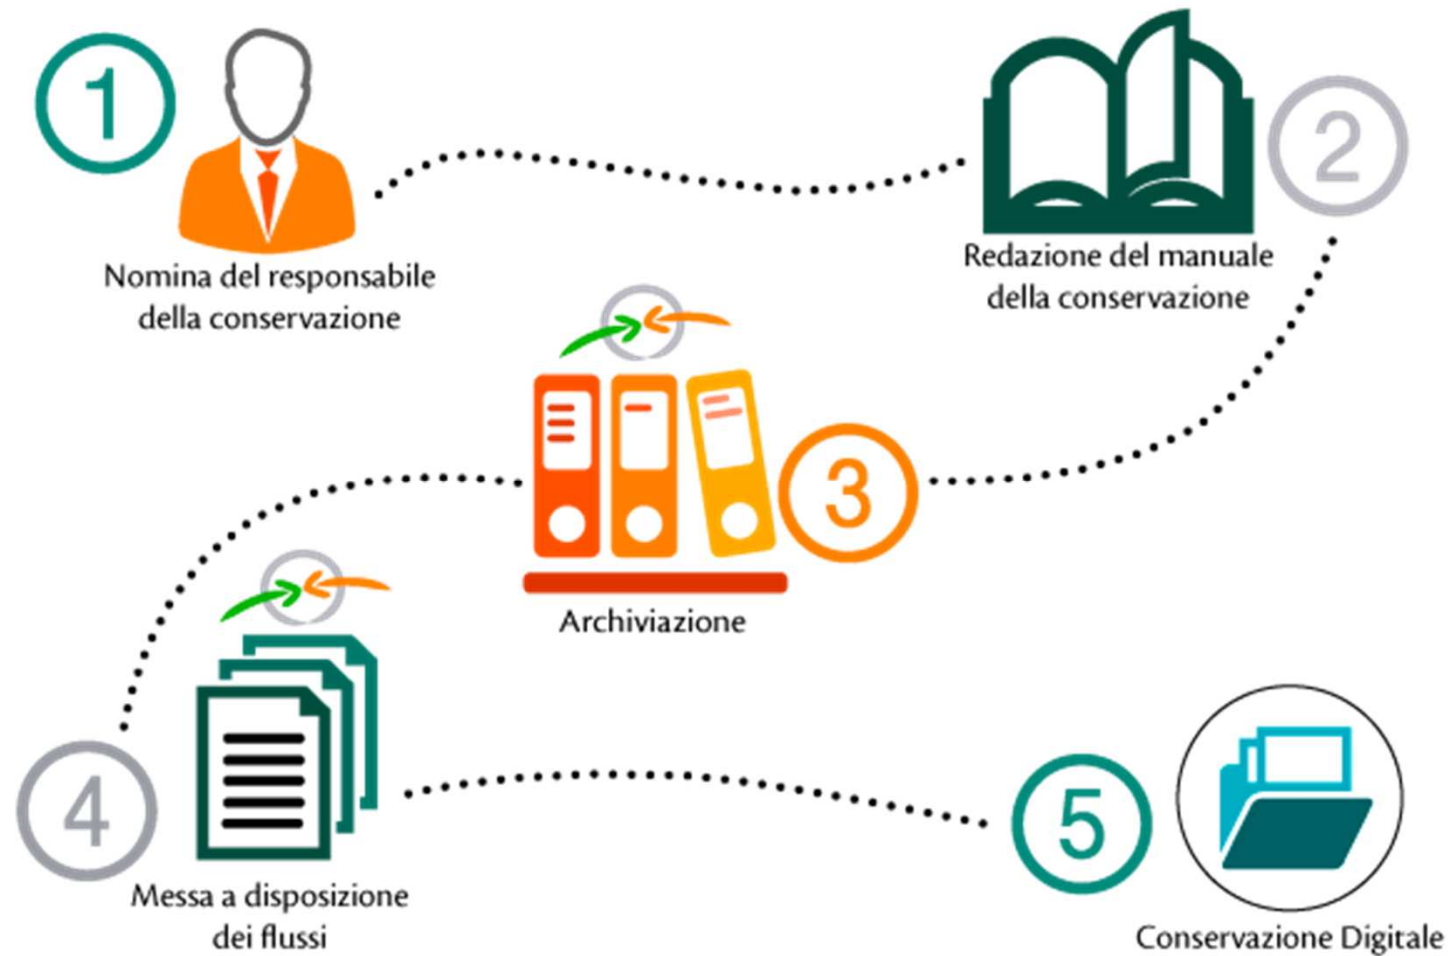 1
Nomina del responsabile
della conservazione
2
Redazione del manuale
della conservazione
3
Archiviazione
4
Messa a disposizione
dei flussi
5
Conservazione Digitale